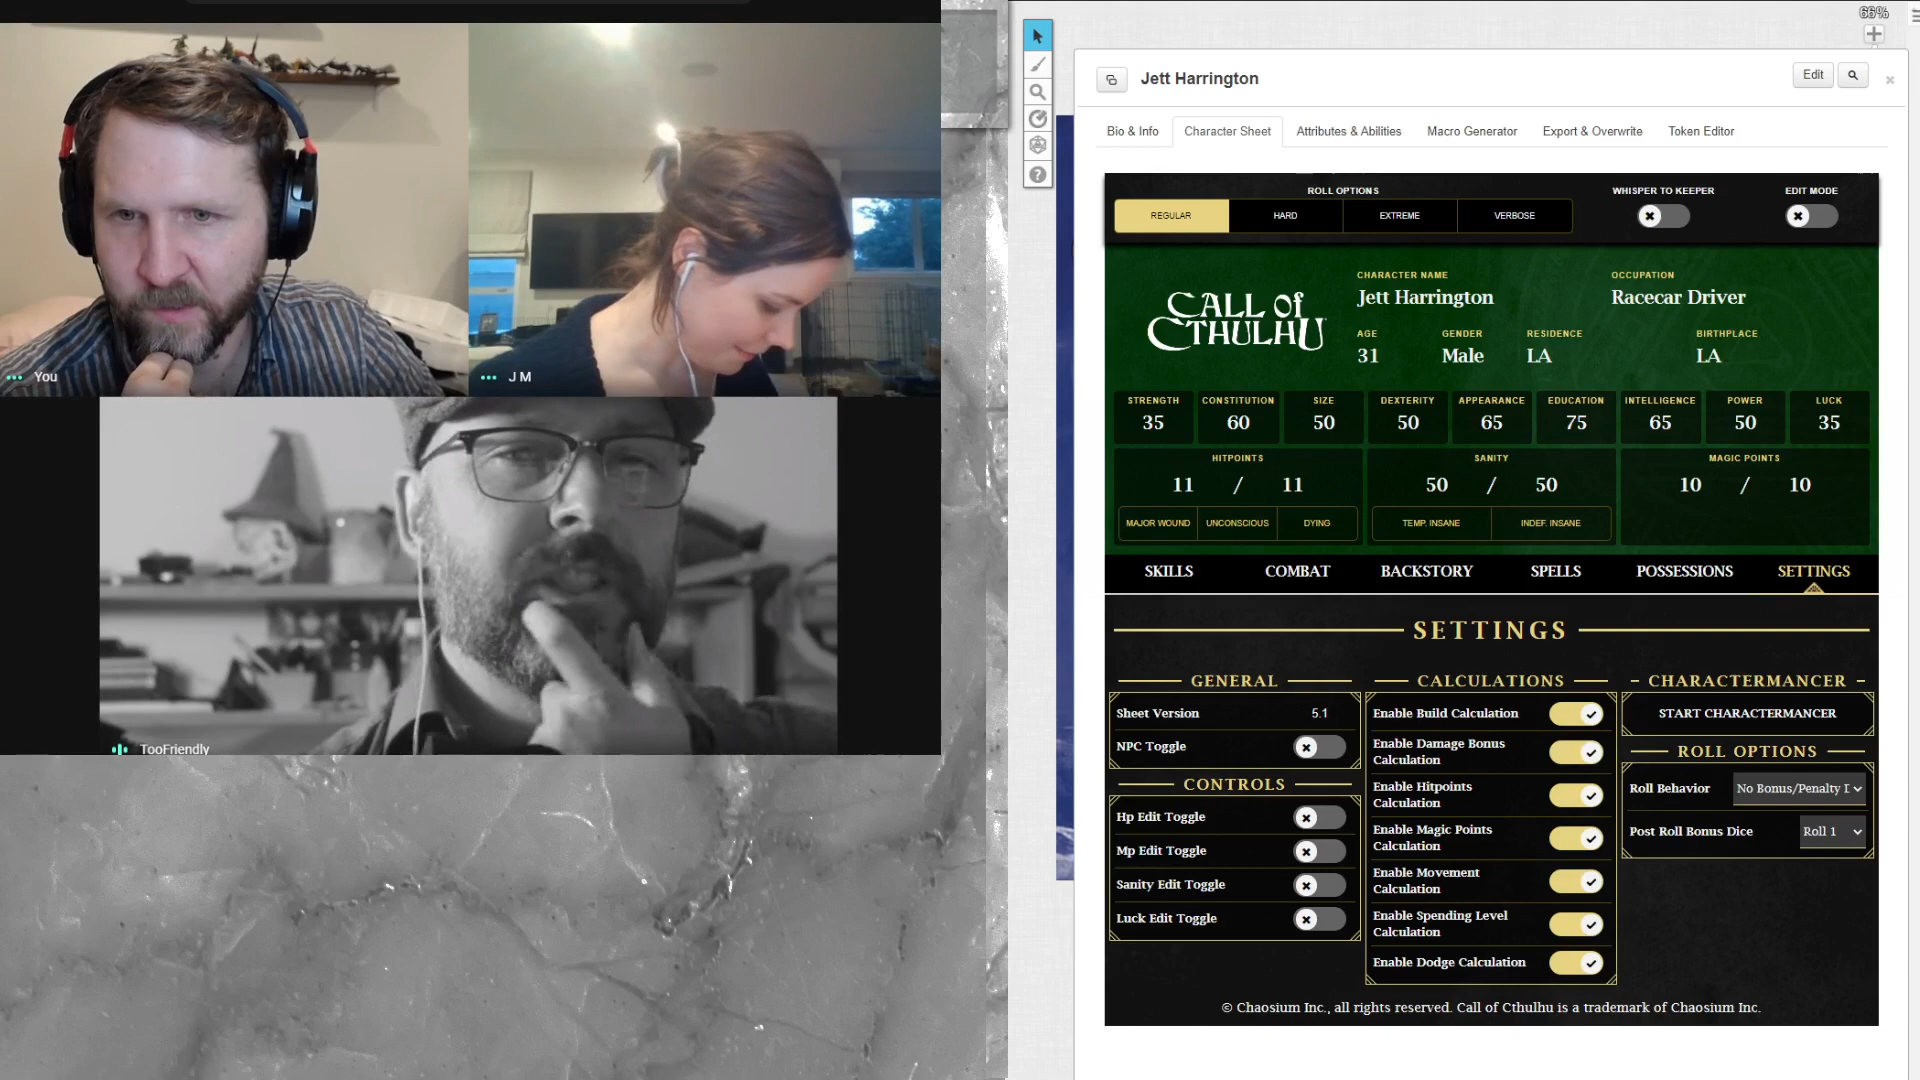 You
J M
TooFriendly
66%
Jett Harrington
Edit
Bio & Info
Character Sheet
Attributes & Abilities
Macro Generator
Export & Overwrite
Token Editor
ROLL OPTIONS
WHISPER TO KEEPER
EDIT MODE
REGULAR
HARD
EXTREME
VERBOSE
CALL of
CTHULHU
CHARACTER NAME
Jett Harrington
OCCUPATION
Racecar Driver
AGE
31
GENDER
Male
RESIDENCE
LA
BIRTHPLACE
LA
STRENGTH
35
CONSTITUTION
60
SIZE
50
DEXTERITY
50
APPEARANCE
65
EDUCATION
75
INTELLIGENCE
65
POWER
50
LUCK
35
HITPOINTS
11 / 11
MAJOR WOUND
UNCONSCIOUS
DYING
SANITY
50 / 50
TEMP. INSANE
INDEF. INSANE
MAGIC POINTS
10 / 10
SKILLS
COMBAT
BACKSTORY
SPELLS
POSSESSIONS
SETTINGS
SETTINGS
GENERAL
Sheet Version 5.1
NPC Toggle
CONTROLS
Hp Edit Toggle
Mp Edit Toggle
Sanity Edit Toggle
Luck Edit Toggle
CALCULATIONS
Enable Build Calculation
Enable Damage Bonus
Calculation
Enable Hitpoints
Calculation
Enable Magic Points
Calculation
Enable Movement
Calculation
Enable Spending Level
Calculation
Enable Dodge Calculation
CHARACTERMANCER
START CHARACTERMANCER
ROLL OPTIONS
Roll Behavior No Bonus/Penalty D
Post Roll Bonus Dice Roll 1
© Chaosium Inc., all rights reserved. Call of Cthulhu is a trademark of Chaosium Inc.